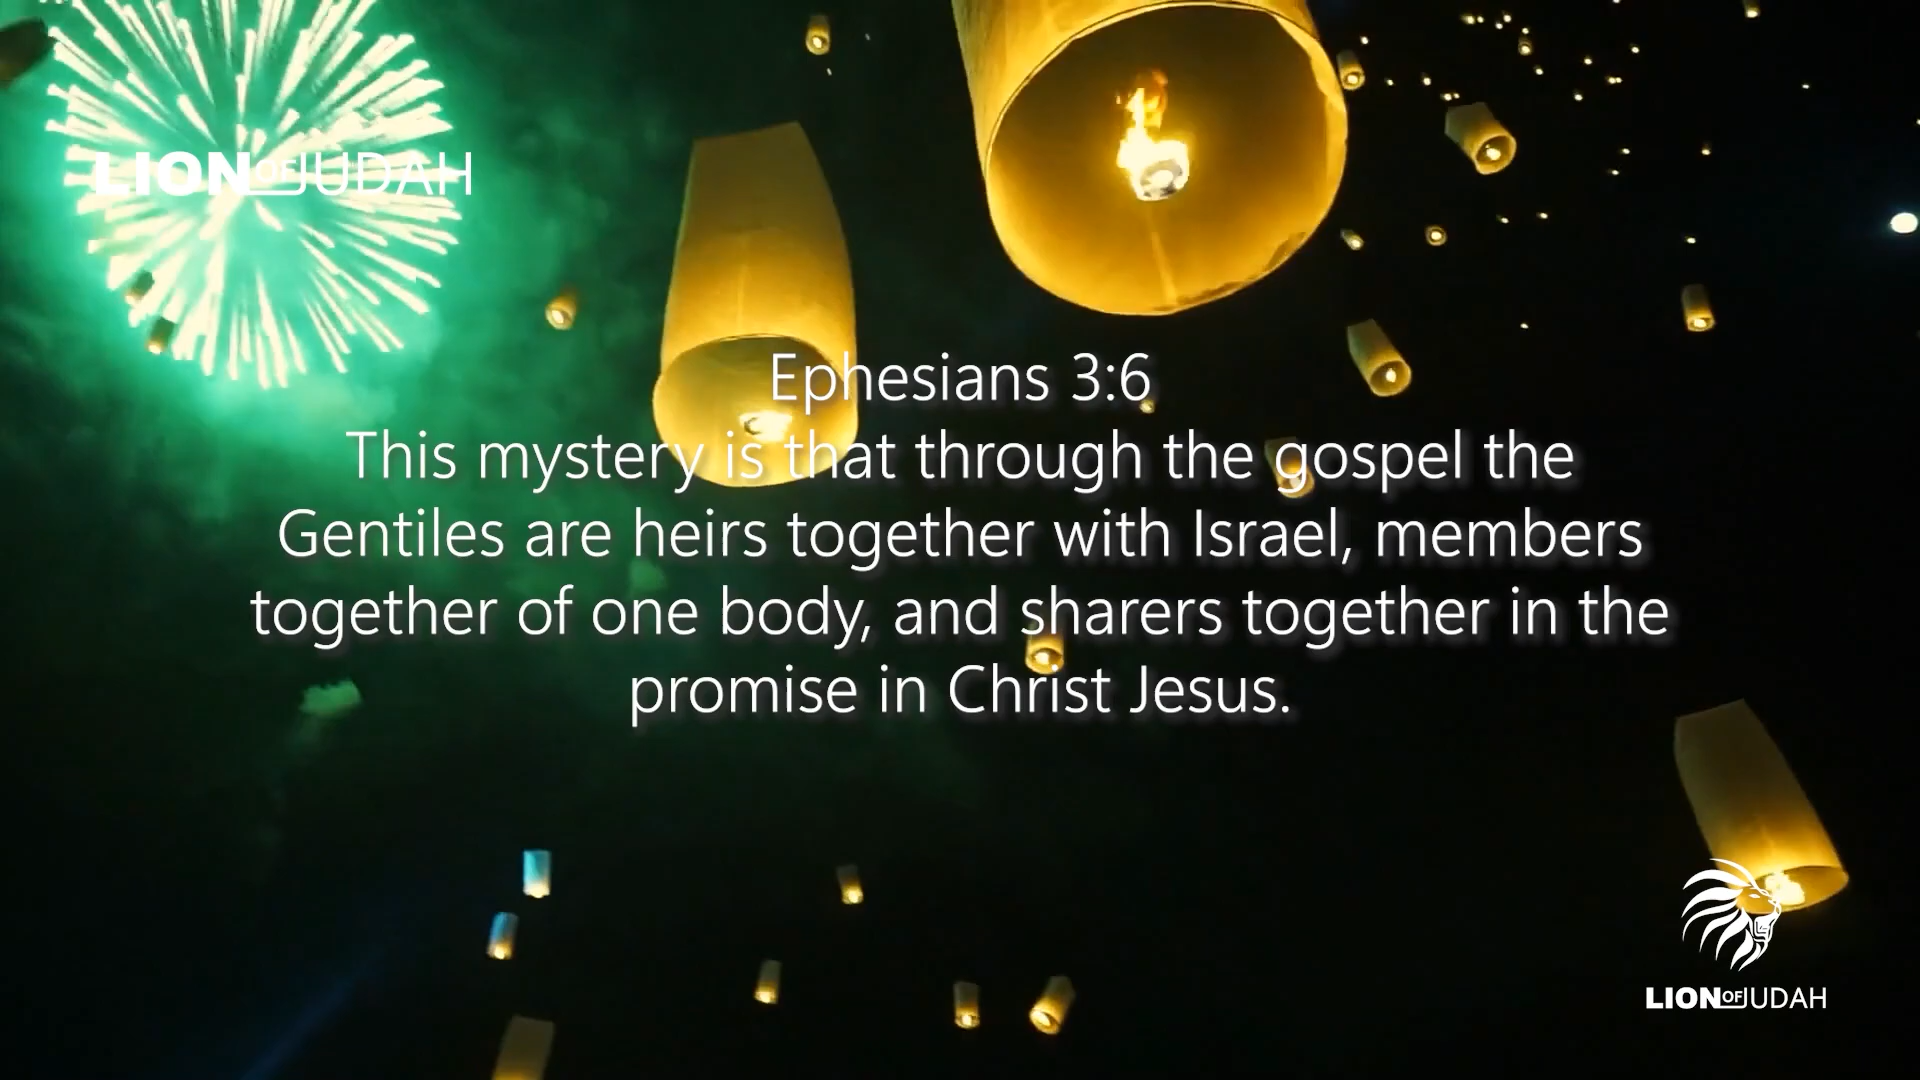 LION OF JUDAH
Ephesians 3:6
This mystery is that through the gospel the
Gentiles are heirs together with Israel, members
together of one body, and sharers together in the
promise in Christ Jesus.
LION OF JUDAH